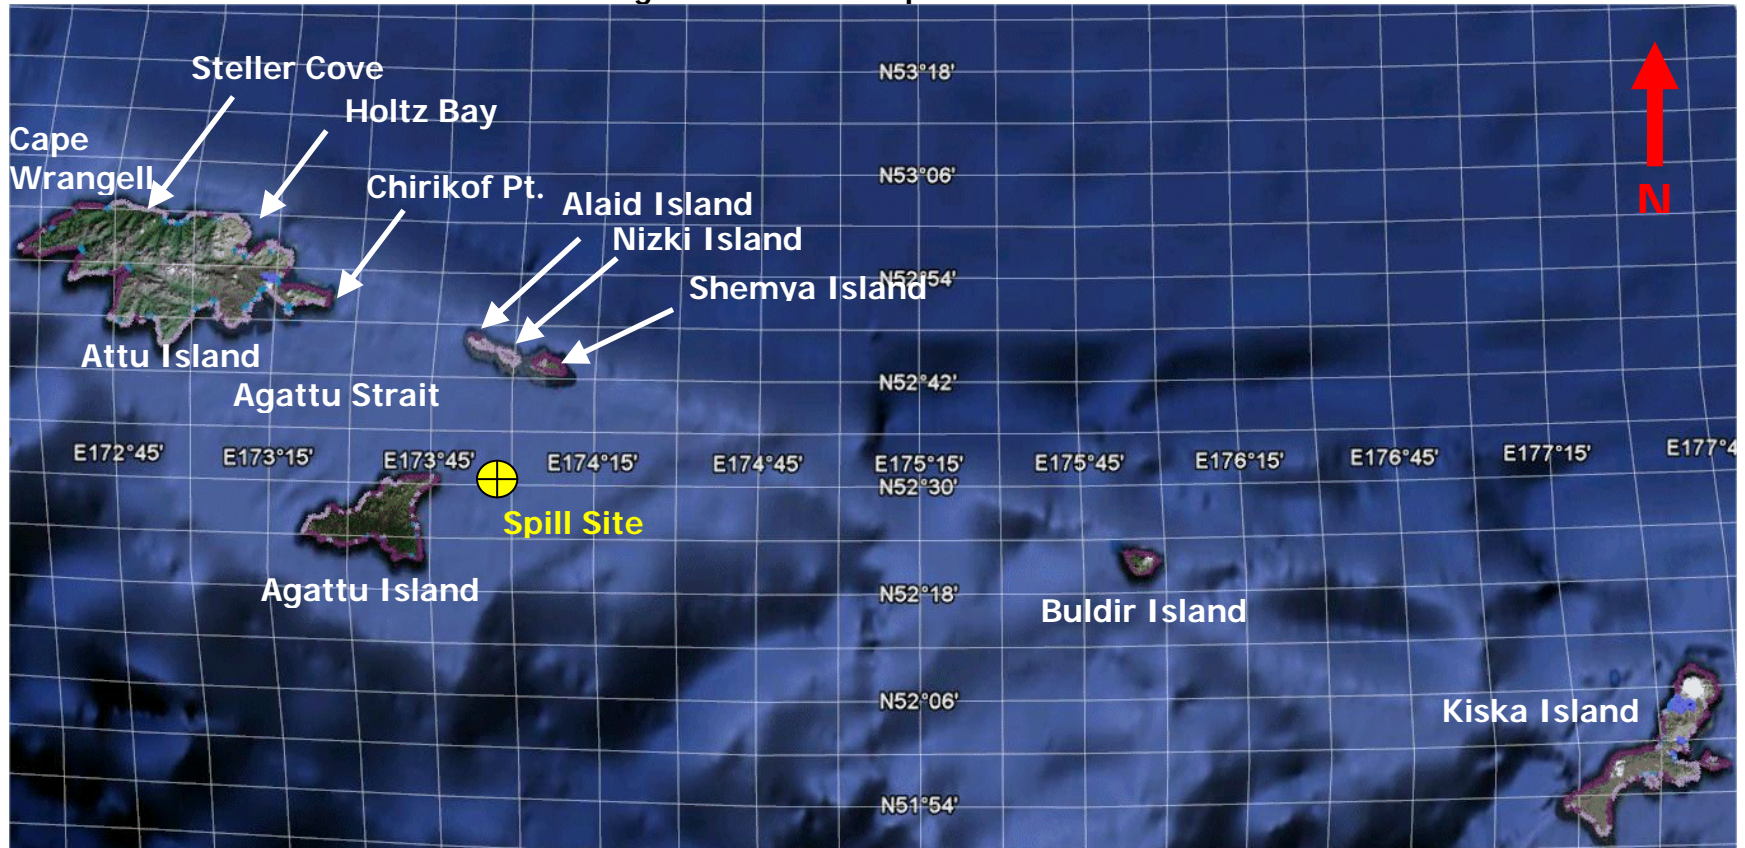 Steller Cove
N53°18'
Holtz Bay
Cape
Wrangell
N53°06'
Chirikof Pt.
Alaid Island
N
Nizki Island
N52°54'
Shemya Island
Attu Island
N52°42'
Agattu Strait
E172°45'
E173°15'
E173°45'
E174°15'
E174°45'
E175°15'
E175°45'
E176°15'
E176°45'
E177°15'
E177°4
N52°30'
Spill Site
Agattu Island
N52°18'
Buldir Island
N52°06'
Kiska Island
N51°54'